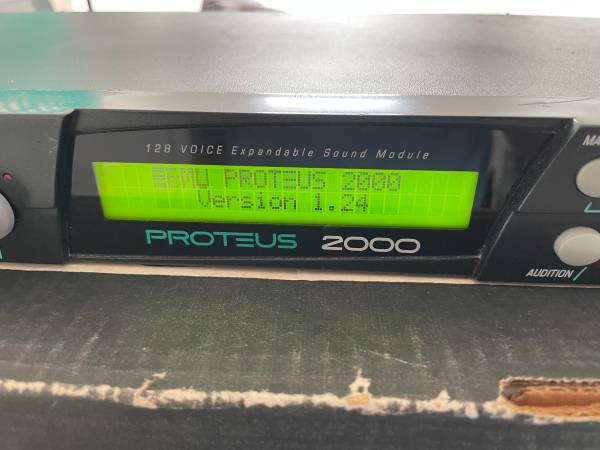 128 VOICE Expandable Sound Module
EMU PROTEUS 2000
Version 1.24
PROTEUS 2000
AUDITION